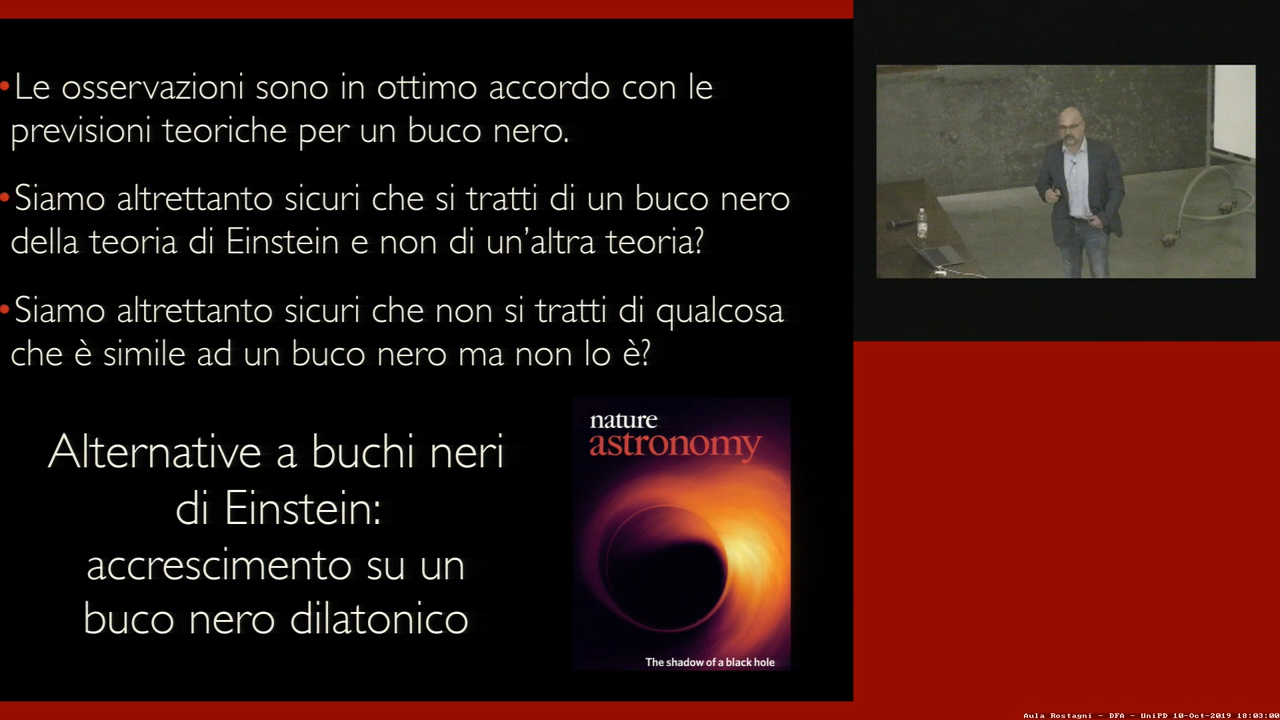 •Le osservazioni sono in ottimo accordo con le
previsioni teoriche per un buco nero.
•Siamo altrettanto sicuri che si tratti di un buco nero
della teoria di Einstein e non di un’altra teoria?
•Siamo altrettanto sicuri che non si tratti di qualcosa
che è simile ad un buco nero ma non lo è?
Alternative a buchi neri
di Einstein:
accrescimento su un
buco nero dilatonico
nature
astronomy
The shadow of a black hole
Aula Rostagni - DFA - UniPD 10-Oct-2019 18:03:00